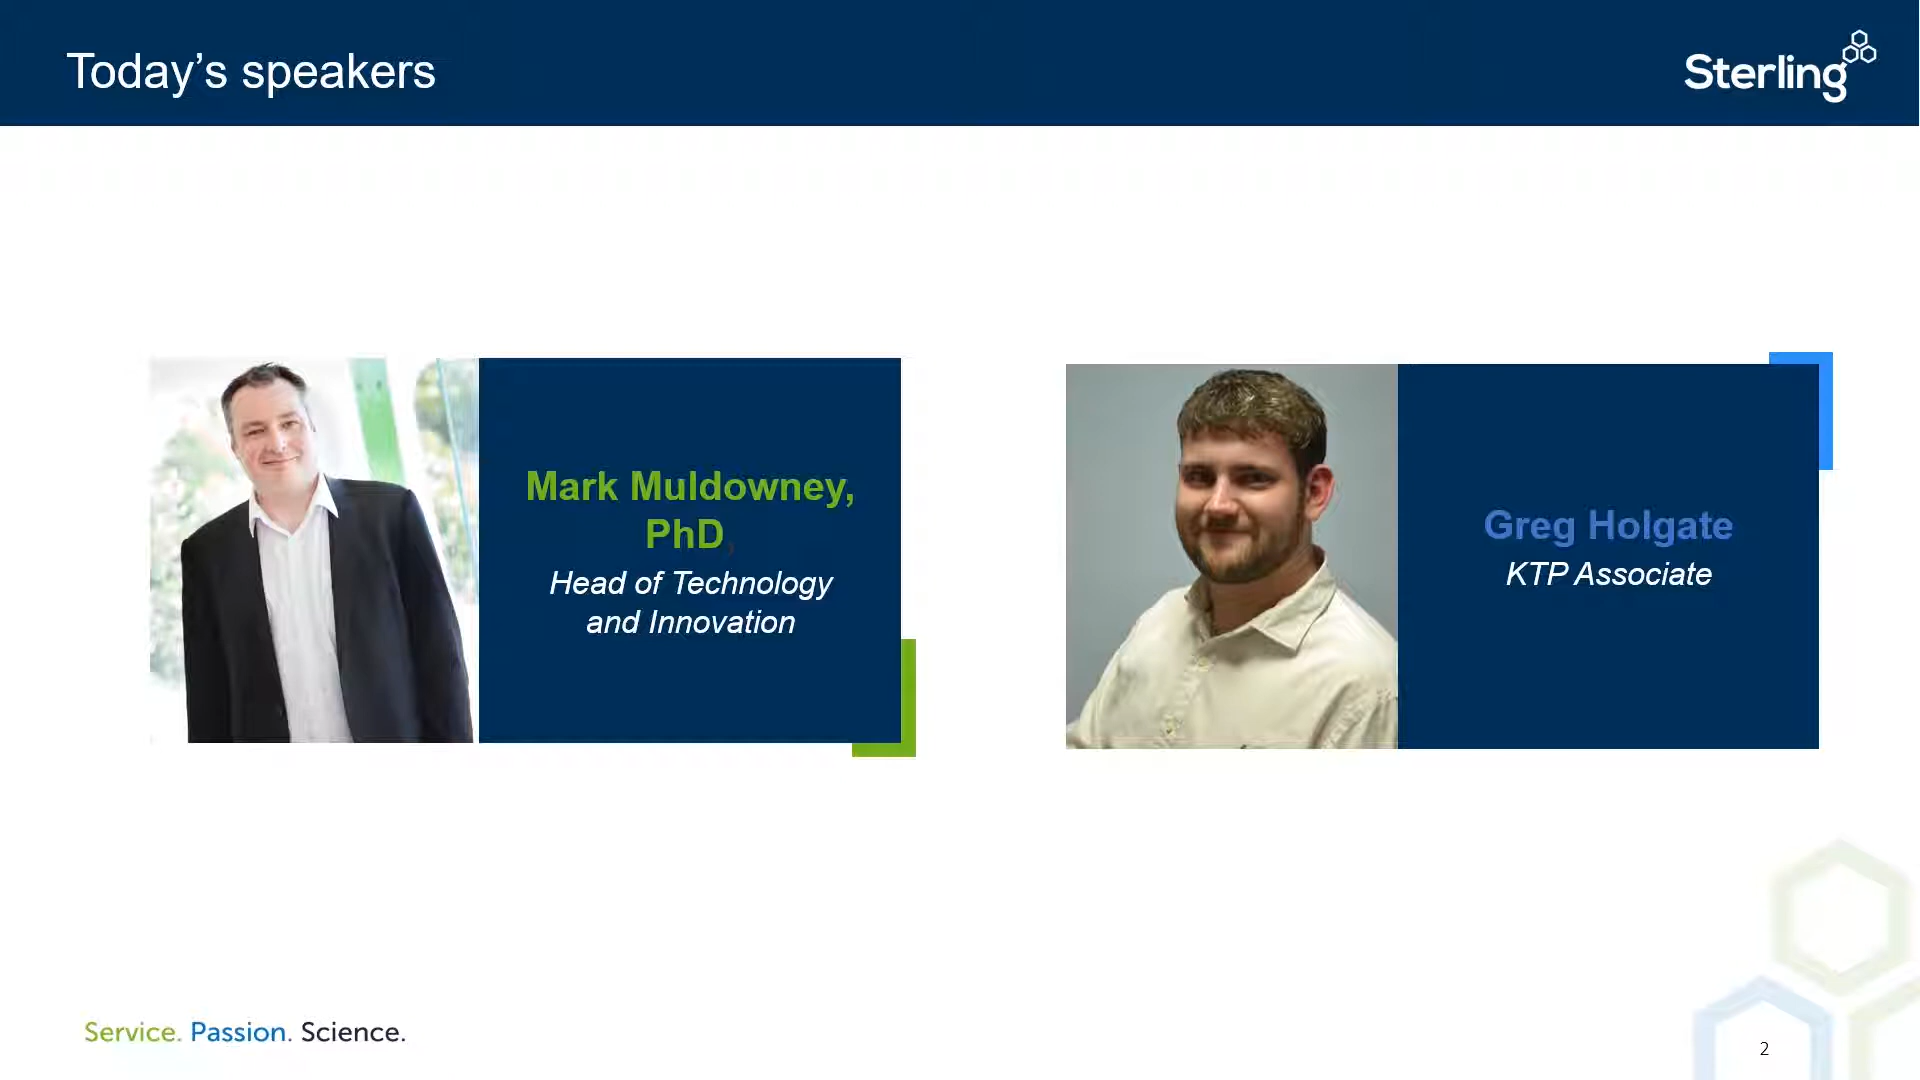 Today’s speakers
Sterling
Mark Muldowney,
PhD,
Head of Technology
and Innovation
Greg Holgate
KTP Associate
Service. Passion. Science.
2